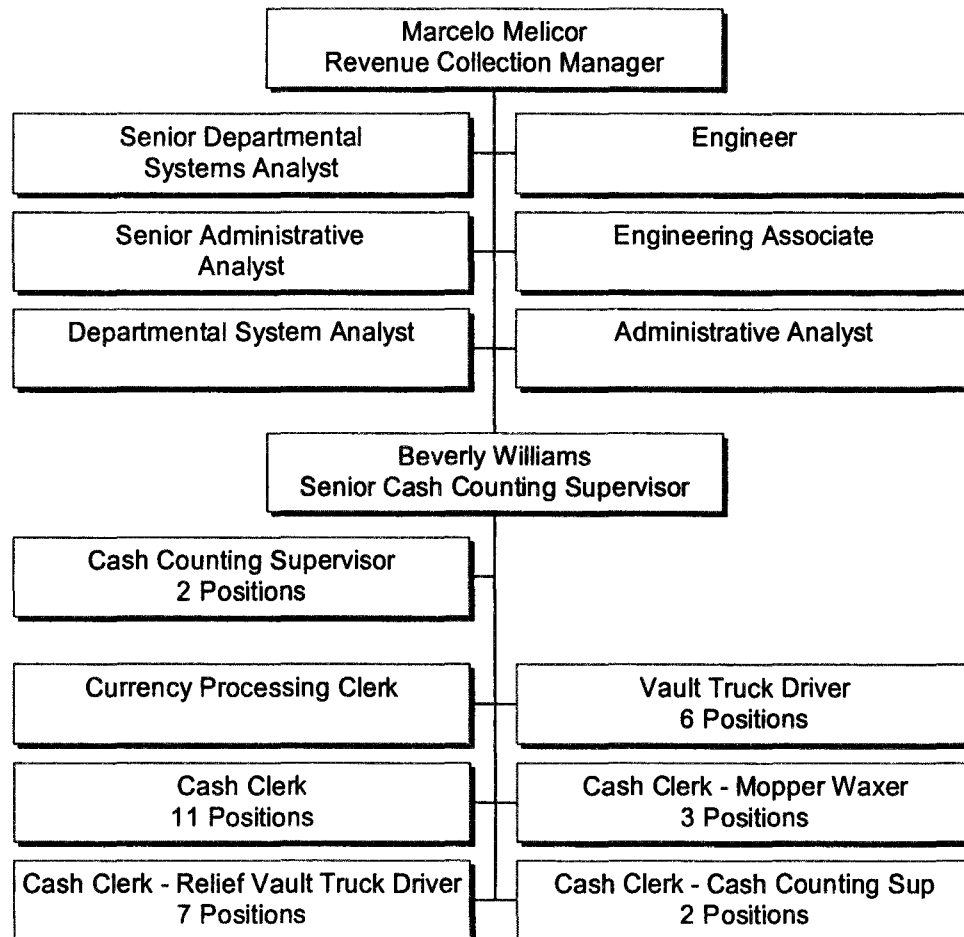 Marcelo Melicor
Revenue Collection Manager
Senior Departmental
Systems Analyst
Engineer
Senior Administrative
Analyst
Engineering Associate
Departmental System Analyst
Administrative Analyst
Beverly Williams
Senior Cash Counting Supervisor
Cash Counting Supervisor
2 Positions
Currency Processing Clerk
Vault Truck Driver
6 Positions
Cash Clerk
11 Positions
Cash Clerk - Mopper Waxer
3 Positions
Cash Clerk - Relief Vault Truck Driver
7 Positions
Cash Clerk - Cash Counting Sup
2 Positions